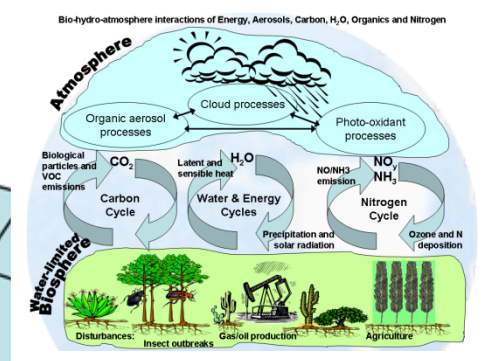 Bio-hydro-atmosphere interactions of Energy, Aerosols, Carbon, H2O, Organics and Nitrogen
Atmosphere
Cloud processes
Organic aerosol
processes
Photo-oxidant
processes
Biological
particles and
VOC
emissions
CO2
Carbon
Cycle
Latent and
sensible heat
H2O
Water & Energy
Cycles
Precipitation and
solar radiation
NO/NH3
emission
NOy
NH3
Nitrogen
Cycle
Ozone and N
deposition
Water-limited
Biosphere
Disturbances:
Insect outbreaks
Gas/oil production
Agriculture